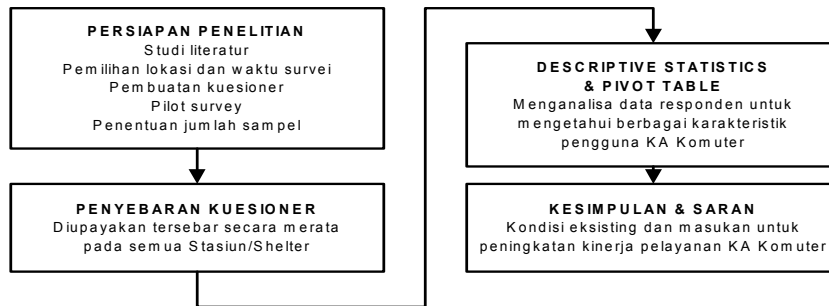 PERSIAPAN PENELITIAN
Studi literatur
Pemilihan lokasi dan waktu survei
Pembuatan kuesioner
Pilot survey
Penentuan jumlah sampel
PENYEBARAN KUESIONER
Diupayakan tersebar secara merata
pada semua Stasiun/Shelter
DESCRIPTIVE STATISTICS
& PIVOT TABLE
Menganalisa data responden untuk
mengetahui berbagai karakteristik
pengguna KA Komuter
KESIMPULAN & SARAN
Kondisi eksisting dan masukan untuk
peningkatan kinerja pelayanan KA Komuter